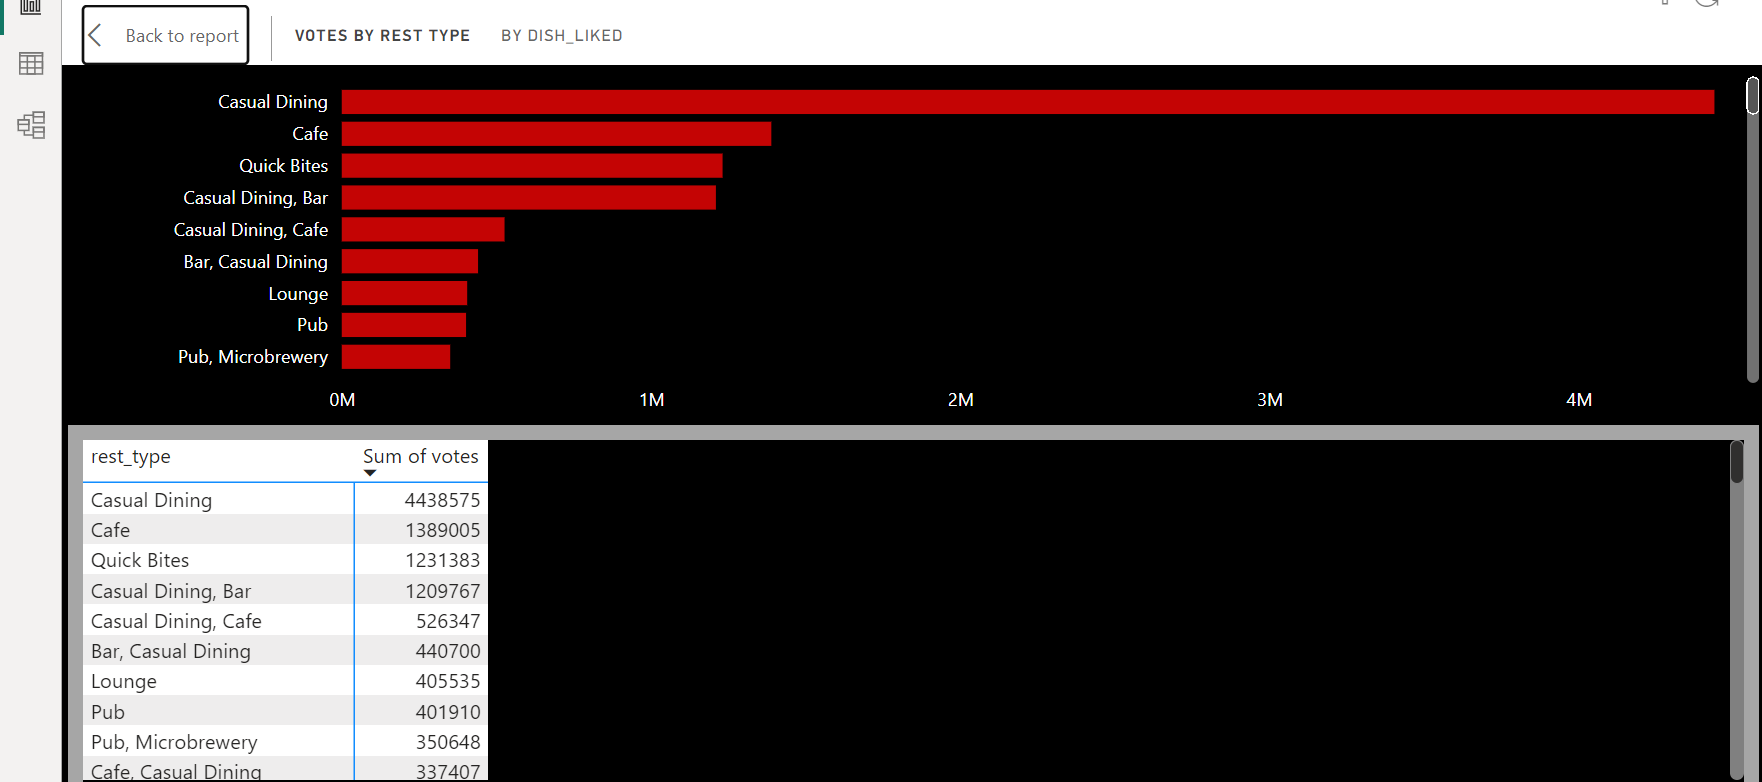 Back to report
VOTES BY REST TYPE
BY DISH_LIKED
Casual Dining
Cafe
Quick Bites
Casual Dining, Bar
Casual Dining, Cafe
Bar, Casual Dining
Lounge
Pub
Pub, Microbrewery
0M 1M 2M 3M 4M
rest_type Sum of votes
Casual Dining 4438575
Cafe 1389005
Quick Bites 1231383
Casual Dining, Bar 1209767
Casual Dining, Cafe 526347
Bar, Casual Dining 440700
Lounge 405535
Pub 401910
Pub, Microbrewery 350648
Cafe, Casual Dining 337407